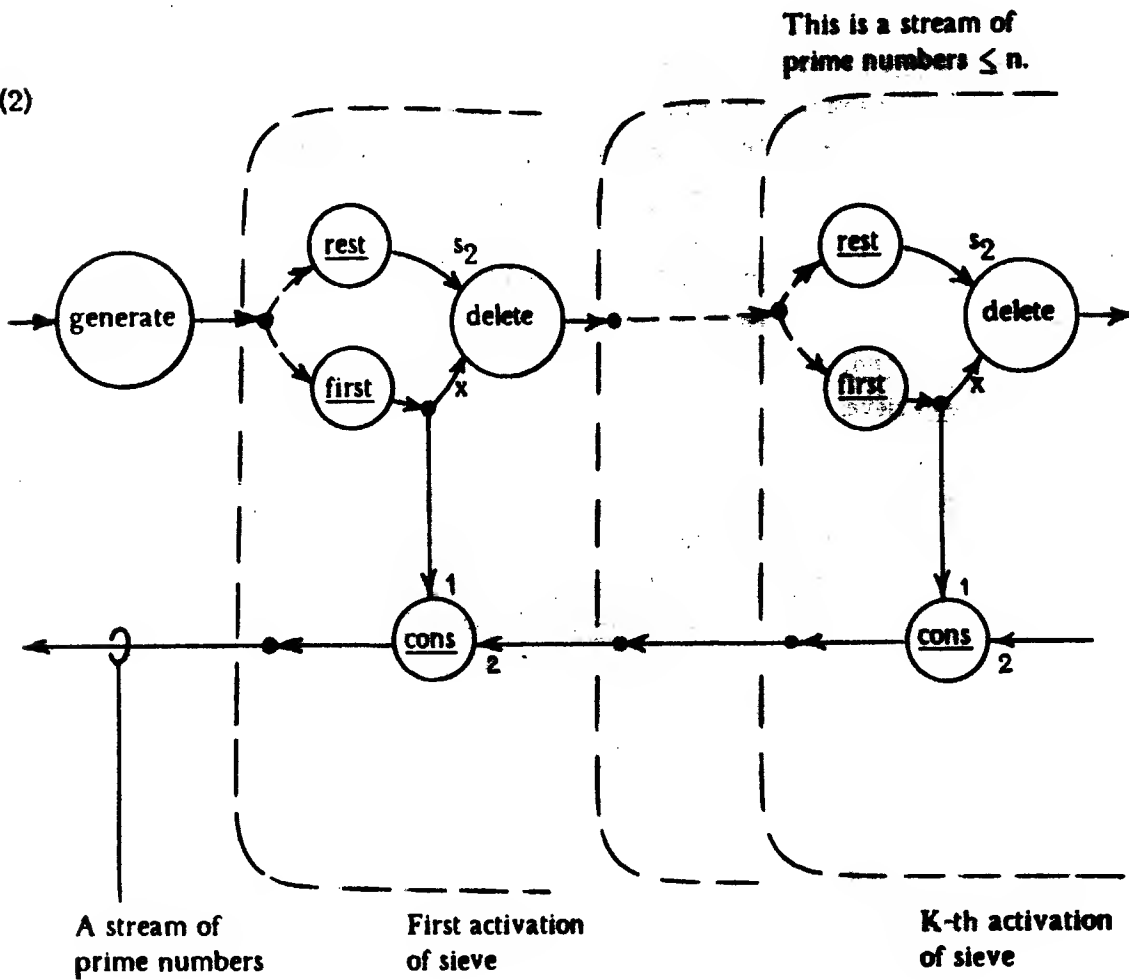 This is a stream of
prime numbers ≤ n.
(2)
rest
s2
generate
delete
first
x
rest
s2
delete
first
x
1
cons
2
1
cons
2
A stream of
prime numbers
First activation
of sieve
K-th activation
of sieve